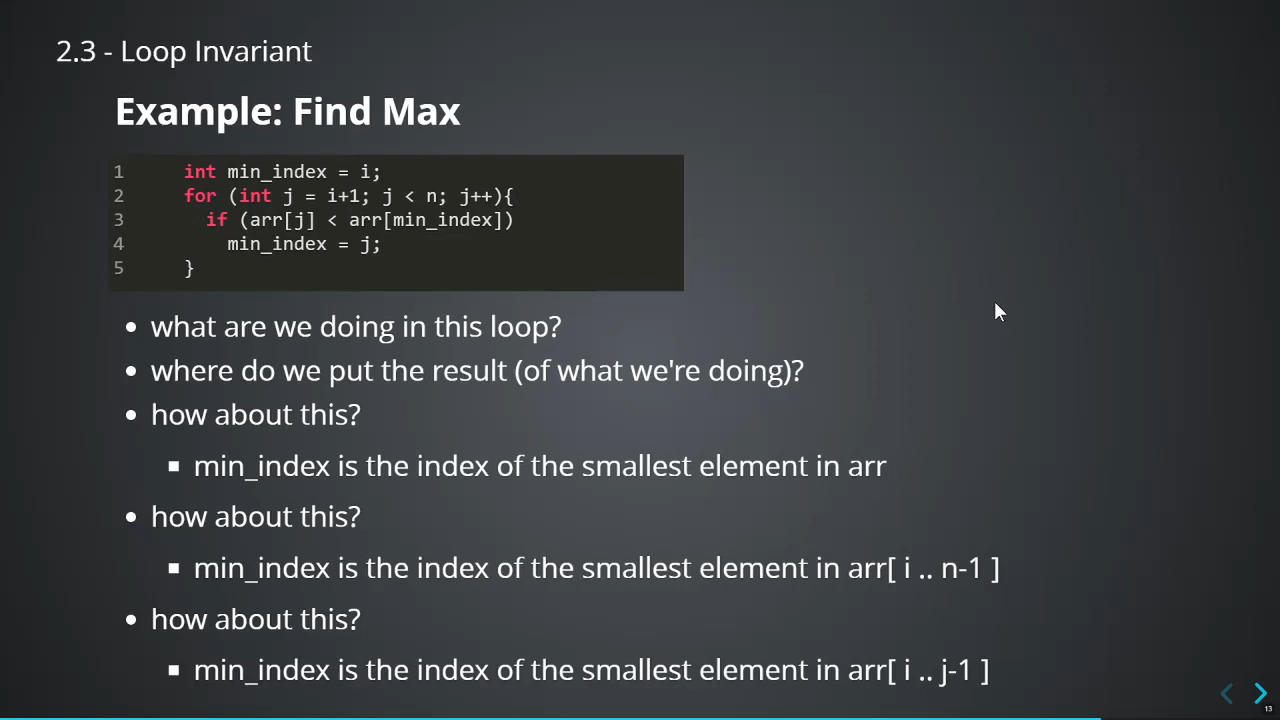 2.3 - Loop Invariant
Example: Find Max
1 int min_index = i;
2 for (int j = i+1; j < n; j++){
3 if (arr[j] < arr[min_index])
4 min_index = j;
5 }
• what are we doing in this loop?
• where do we put the result (of what we're doing)?
• how about this?
▪ min_index is the index of the smallest element in arr
• how about this?
▪ min_index is the index of the smallest element in arr[ i .. n-1 ]
• how about this?
▪ min_index is the index of the smallest element in arr[ i .. j-1 ]
13